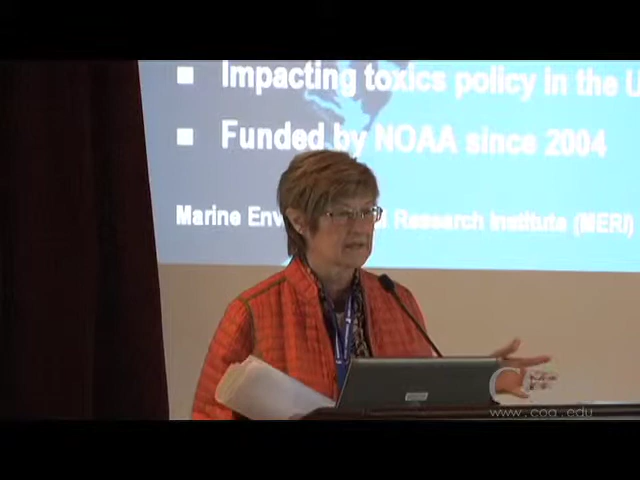 Impacting toxics policy in the U
Funded by NOAA since 2004
Marine Env Research Institute (MERI)
www.coa.edu